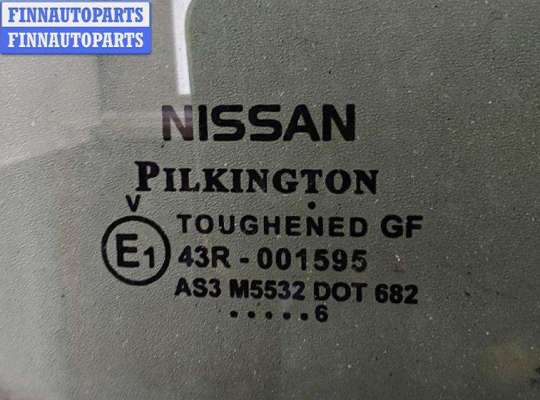 FINNAUTOPARTS
FINNAUTOPARTS
NISSAN
PILKINGTON
V
TOUGHENED GF
E1
43R - 001595
AS3 M5532 DOT 682
.....6